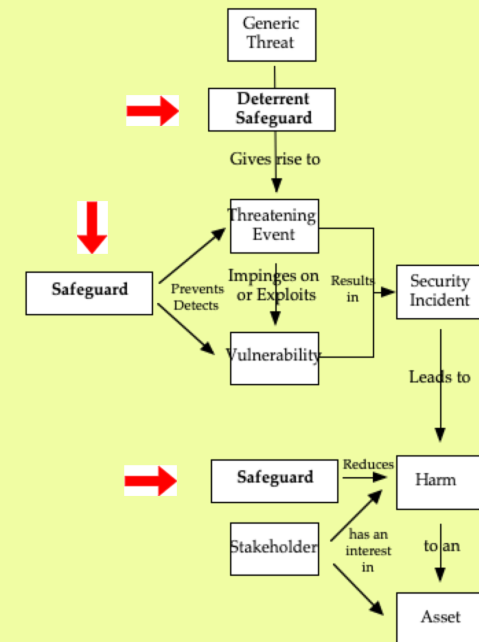 Generic
Threat
Deterrent
Safeguard
Gives rise to
Threatening
Event
Safeguard
Prevents
Detects
Impinges on
or Exploits
Results
in
Security
Incident
Vulnerability
Leads to
Safeguard
Reduces
Harm
Stakeholder
has an
interest
in
to an
Asset